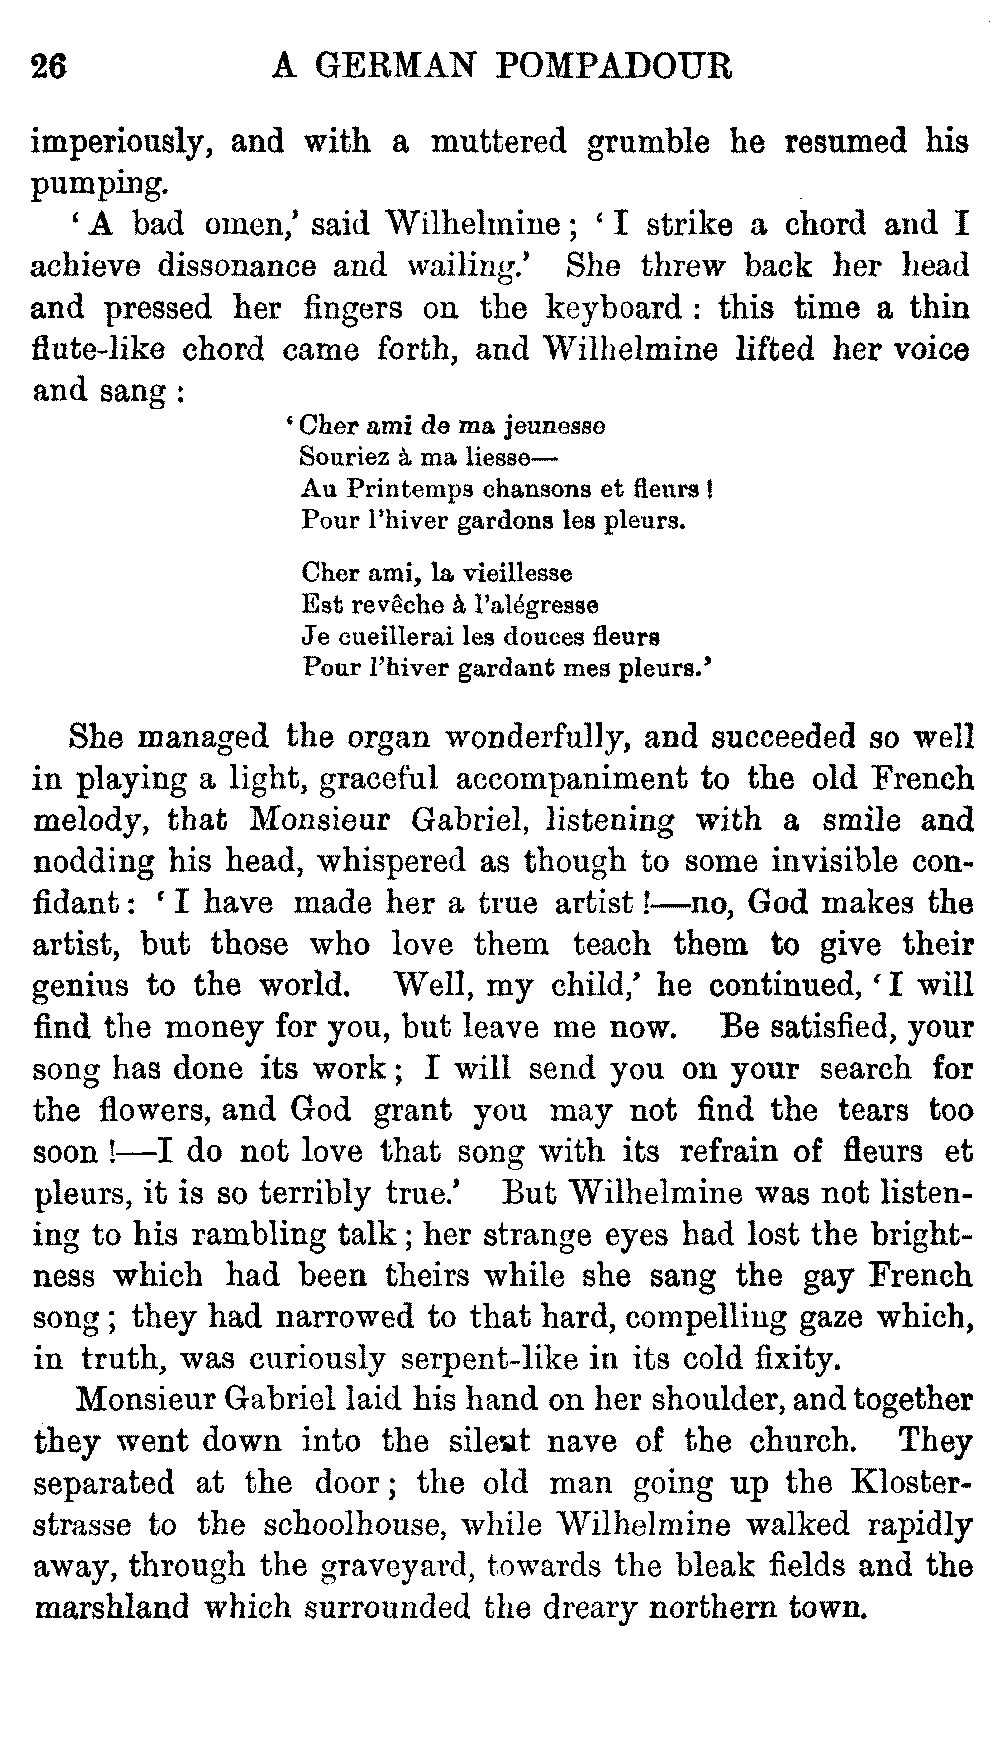 26 A GERMAN POMPADOUR
imperiously, and with a muttered grumble he resumed his
pumping.
‘A bad omen,’ said Wilhelmine; ‘I strike a chord and I
achieve dissonance and wailing.’ She threw back her head
and pressed her fingers on the keyboard: this time a thin
flute-like chord came forth, and Wilhelmine lifted her voice
and sang:
‘Cher ami de ma jeunesse
Souriez à ma liesse—
Au Printemps chansons et fleurs!
Pour l’hiver gardons les pleurs.
Cher ami, la vieillesse
Est revêche à l’alégresse
Je cueillerai les douces fleurs
Pour l’hiver gardant mes pleurs.’
She managed the organ wonderfully, and succeeded so well
in playing a light, graceful accompaniment to the old French
melody, that Monsieur Gabriel, listening with a smile and
nodding his head, whispered as though to some invisible con-
fidant: ‘I have made her a true artist!—no, God makes the
artist, but those who love them teach them to give their
genius to the world. Well, my child,’ he continued, ‘I will
find the money for you, but leave me now. Be satisfied, your
song has done its work; I will send you on your search for
the flowers, and God grant you may not find the tears too
soon!—I do not love that song with its refrain of fleurs et
pleurs, it is so terribly true.’ But Wilhelmine was not listen-
ing to his rambling talk; her strange eyes had lost the bright-
ness which had been theirs while she sang the gay French
song; they had narrowed to that hard, compelling gaze which,
in truth, was curiously serpent-like in its cold fixity.
Monsieur Gabriel laid his hand on her shoulder, and together
they went down into the silent nave of the church. They
separated at the door; the old man going up the Kloster-
strasse to the schoolhouse, while Wilhelmine walked rapidly
away, through the graveyard, towards the bleak fields and the
marshland which surrounded the dreary northern town.